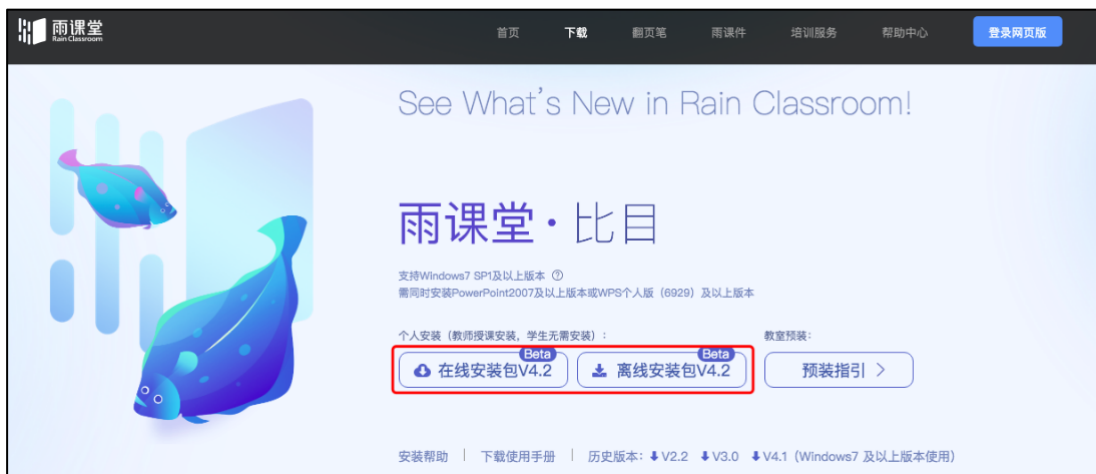 雨课堂
Rain Classroom
首页 下载 翻页笔 雨课件 培训服务 帮助中心 登录网页版
See What's New in Rain Classroom!
雨课堂·比目
支持Windows7 SP1及以上版本 ?
需同时安装PowerPoint2007及以上版本或WPS个人版（6929）及以上版本
个人安装（教师授课安装，学生无需安装）： 教室预装：
Beta Beta
在线安装包V4.2 离线安装包V4.2 预装指引 >
安装帮助 | 下载使用手册 | 历史版本： V2.2 V3.0 V4.1（Windows7 及以上版本使用）